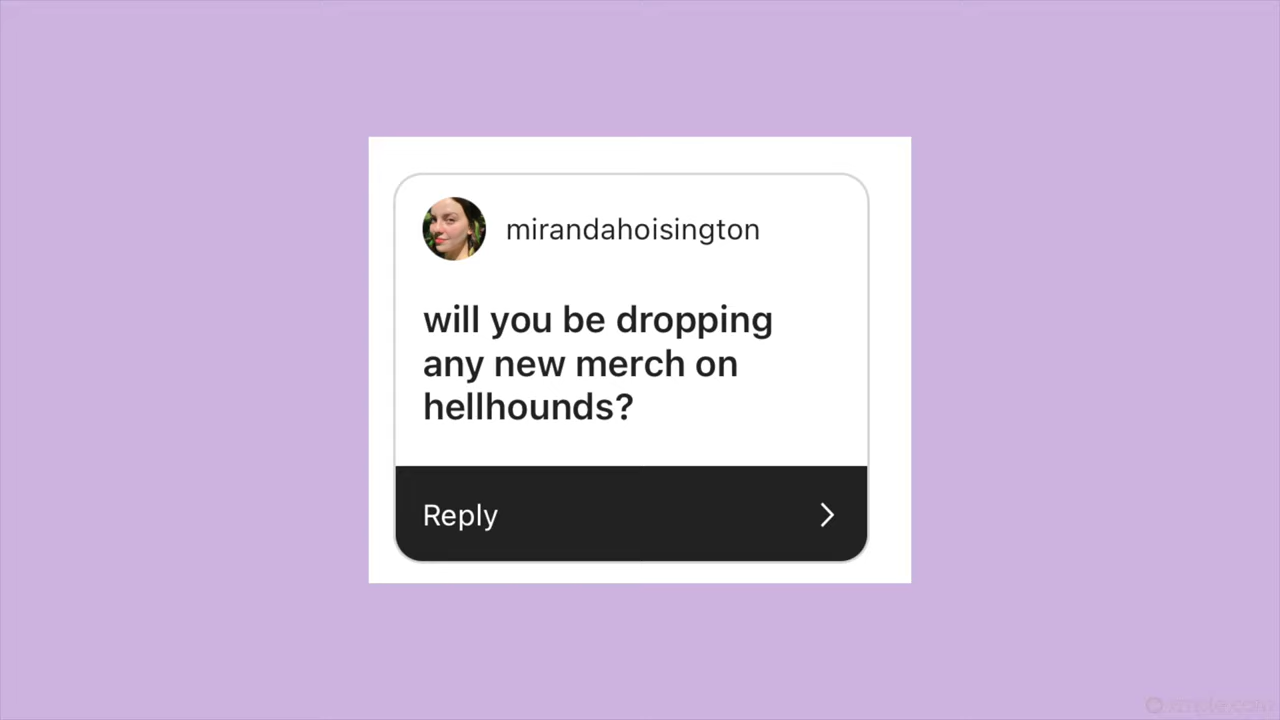 mirandahoisington
will you be dropping
any new merch on
hellhounds?
Reply